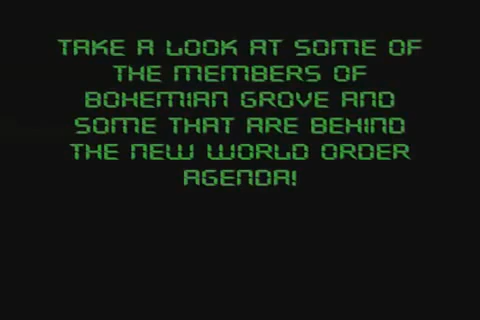 TAKE A LOOK AT SOME OF
THE MEMBERS OF
BOHEMIAN GROVE AND
SOME THAT ARE BEHIND
THE NEW WORLD ORDER
AGENDA!